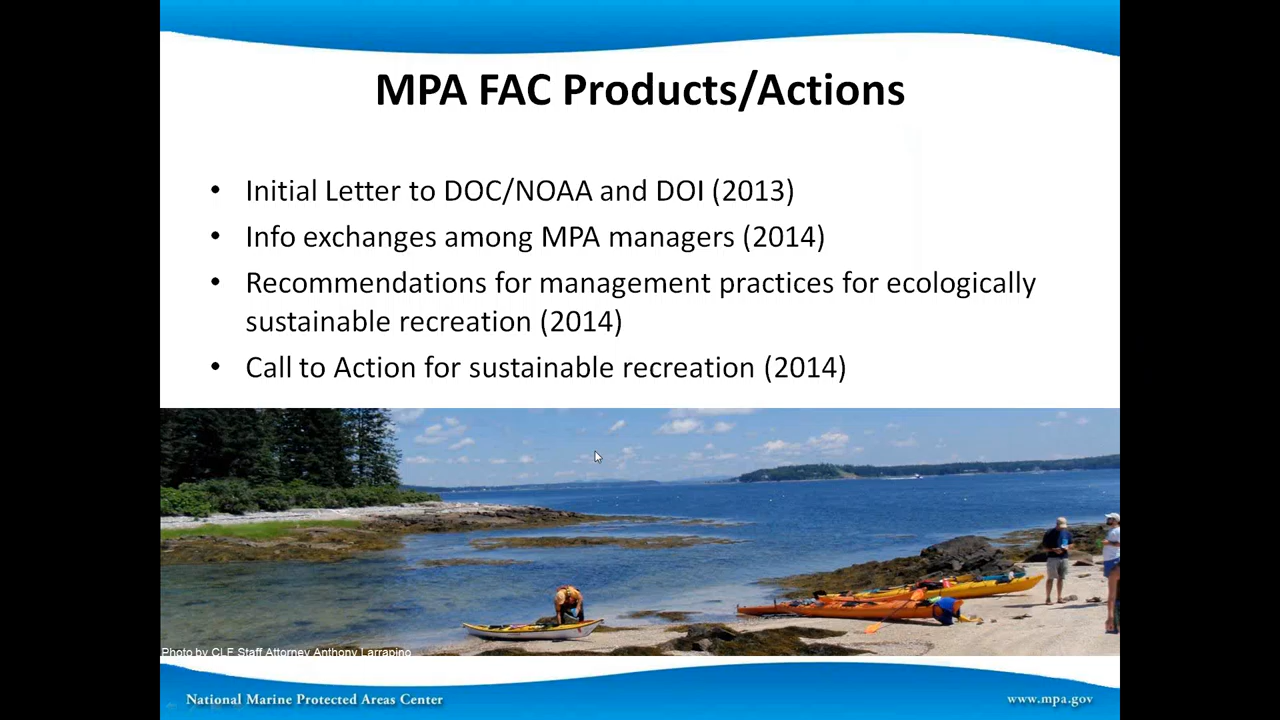 MPA FAC Products/Actions
• Initial Letter to DOC/NOAA and DOI (2013)
• Info exchanges among MPA managers (2014)
• Recommendations for management practices for ecologically
sustainable recreation (2014)
• Call to Action for sustainable recreation (2014)
Photo by CLF Staff Attorney Anthony Larrapino
National Marine Protected Areas Center
www.mpa.gov